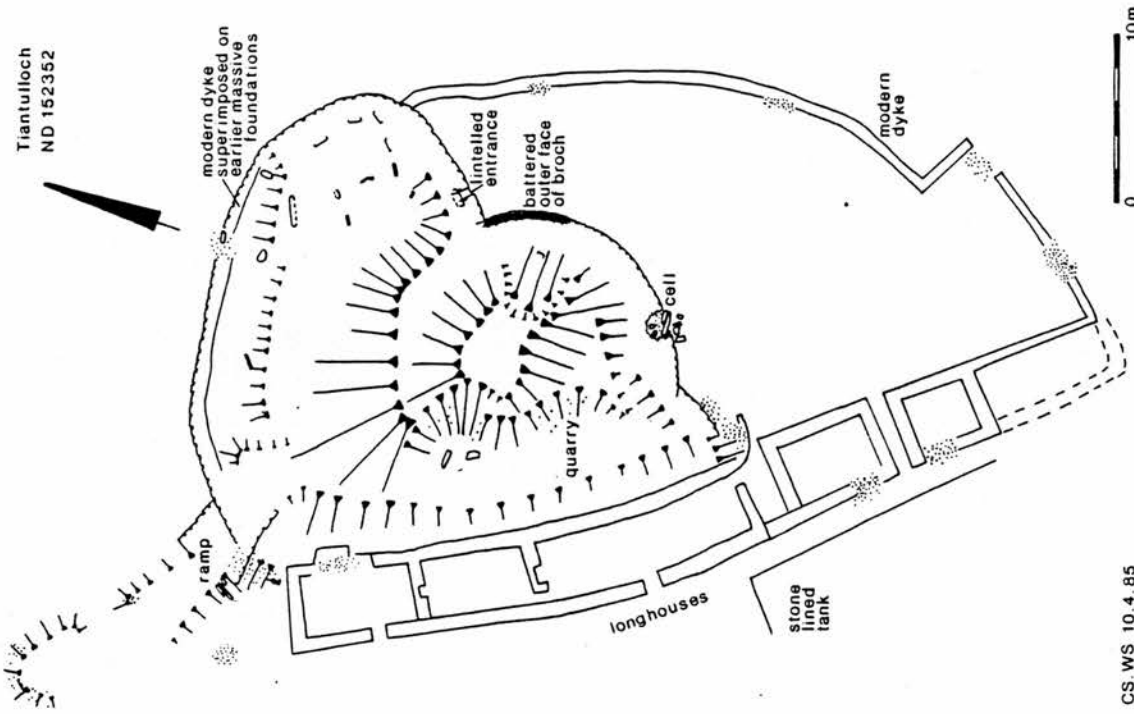 Tiantulloch
ND 152352
modern dyke
superimposed on
earlier massive
foundations
lintelled
entrance
battered
outer face
of broch
cell
quarry
ramp
longhouses
stone
lined
tank
modern
dyke
0
10m
CS. WS 10.4.85